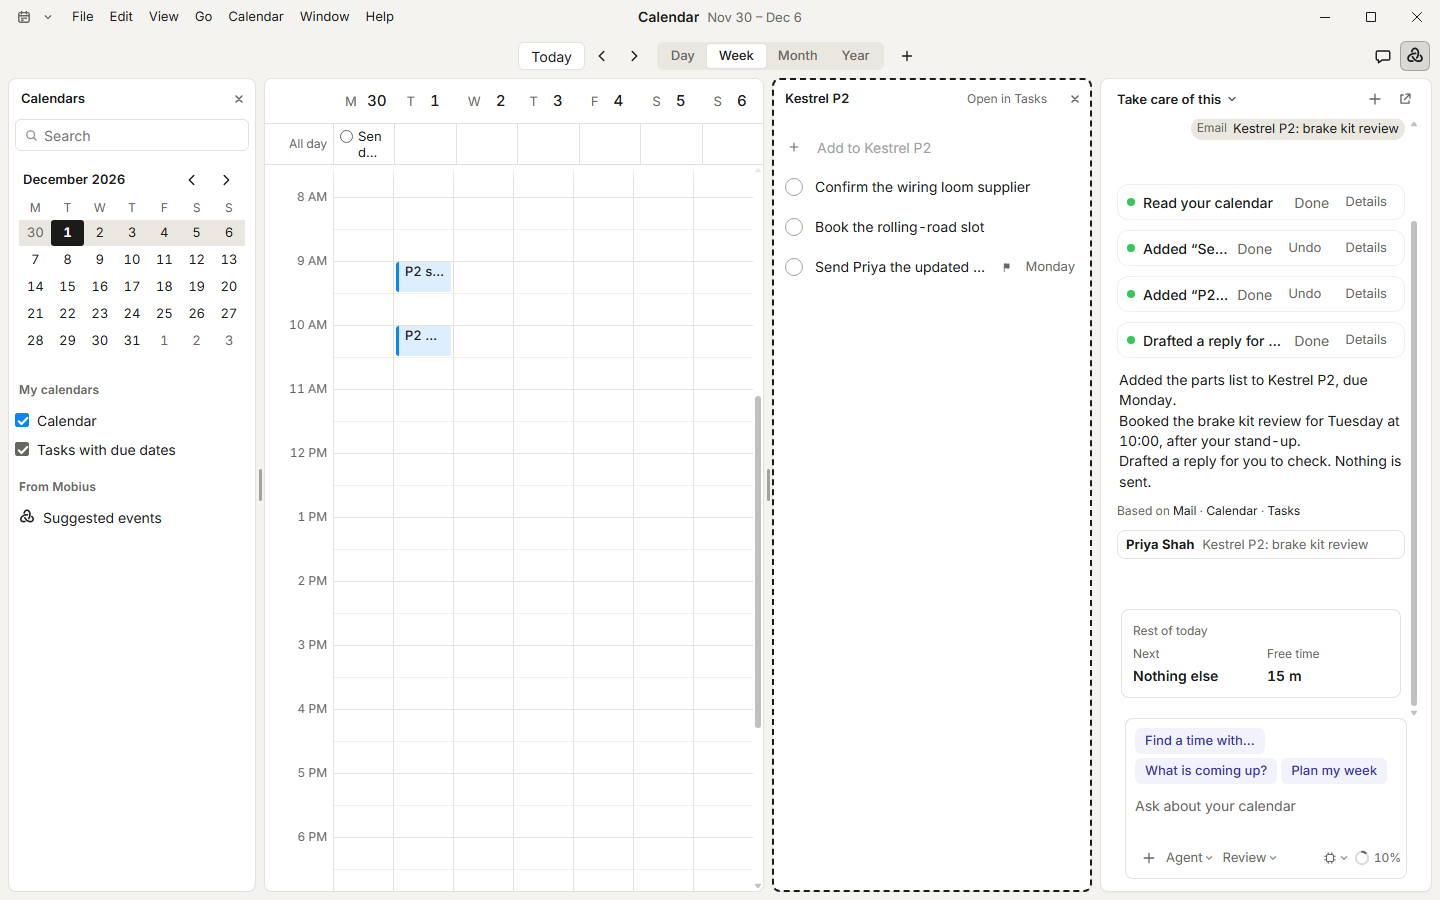 File Edit View Go Calendar Window Help
Calendar Nov 30 – Dec 6
Today Day Week Month Year
Calendars
Search
December 2026
M T W T F S S
30 1 2 3 4 5 6
7 8 9 10 11 12 13
14 15 16 17 18 19 20
21 22 23 24 25 26 27
28 29 30 31 1 2 3
My calendars
Calendar
Tasks with due dates
From Mobius
Suggested events
M 30 T 1 W 2 T 3 F 4 S 5 S 6
All day
Sen
d...
8 AM
9 AM
P2 s...
10 AM
P2 ...
11 AM
12 PM
1 PM
2 PM
3 PM
4 PM
5 PM
6 PM
Kestrel P2 Open in Tasks
Add to Kestrel P2
Confirm the wiring loom supplier
Book the rolling-road slot
Send Priya the updated ... Monday
Take care of this
Email Kestrel P2: brake kit review
Read your calendar Done Details
Added “Se... Done Undo Details
Added “P2... Done Undo Details
Drafted a reply for ... Done Details
Added the parts list to Kestrel P2, due
Monday.
Booked the brake kit review for Tuesday at
10:00, after your stand-up.
Drafted a reply for you to check. Nothing is
sent.
Based on Mail · Calendar · Tasks
Priya Shah Kestrel P2: brake kit review
Rest of today
Next Free time
Nothing else 15 m
Find a time with...
What is coming up? Plan my week
Ask about your calendar
Agent Review 10%